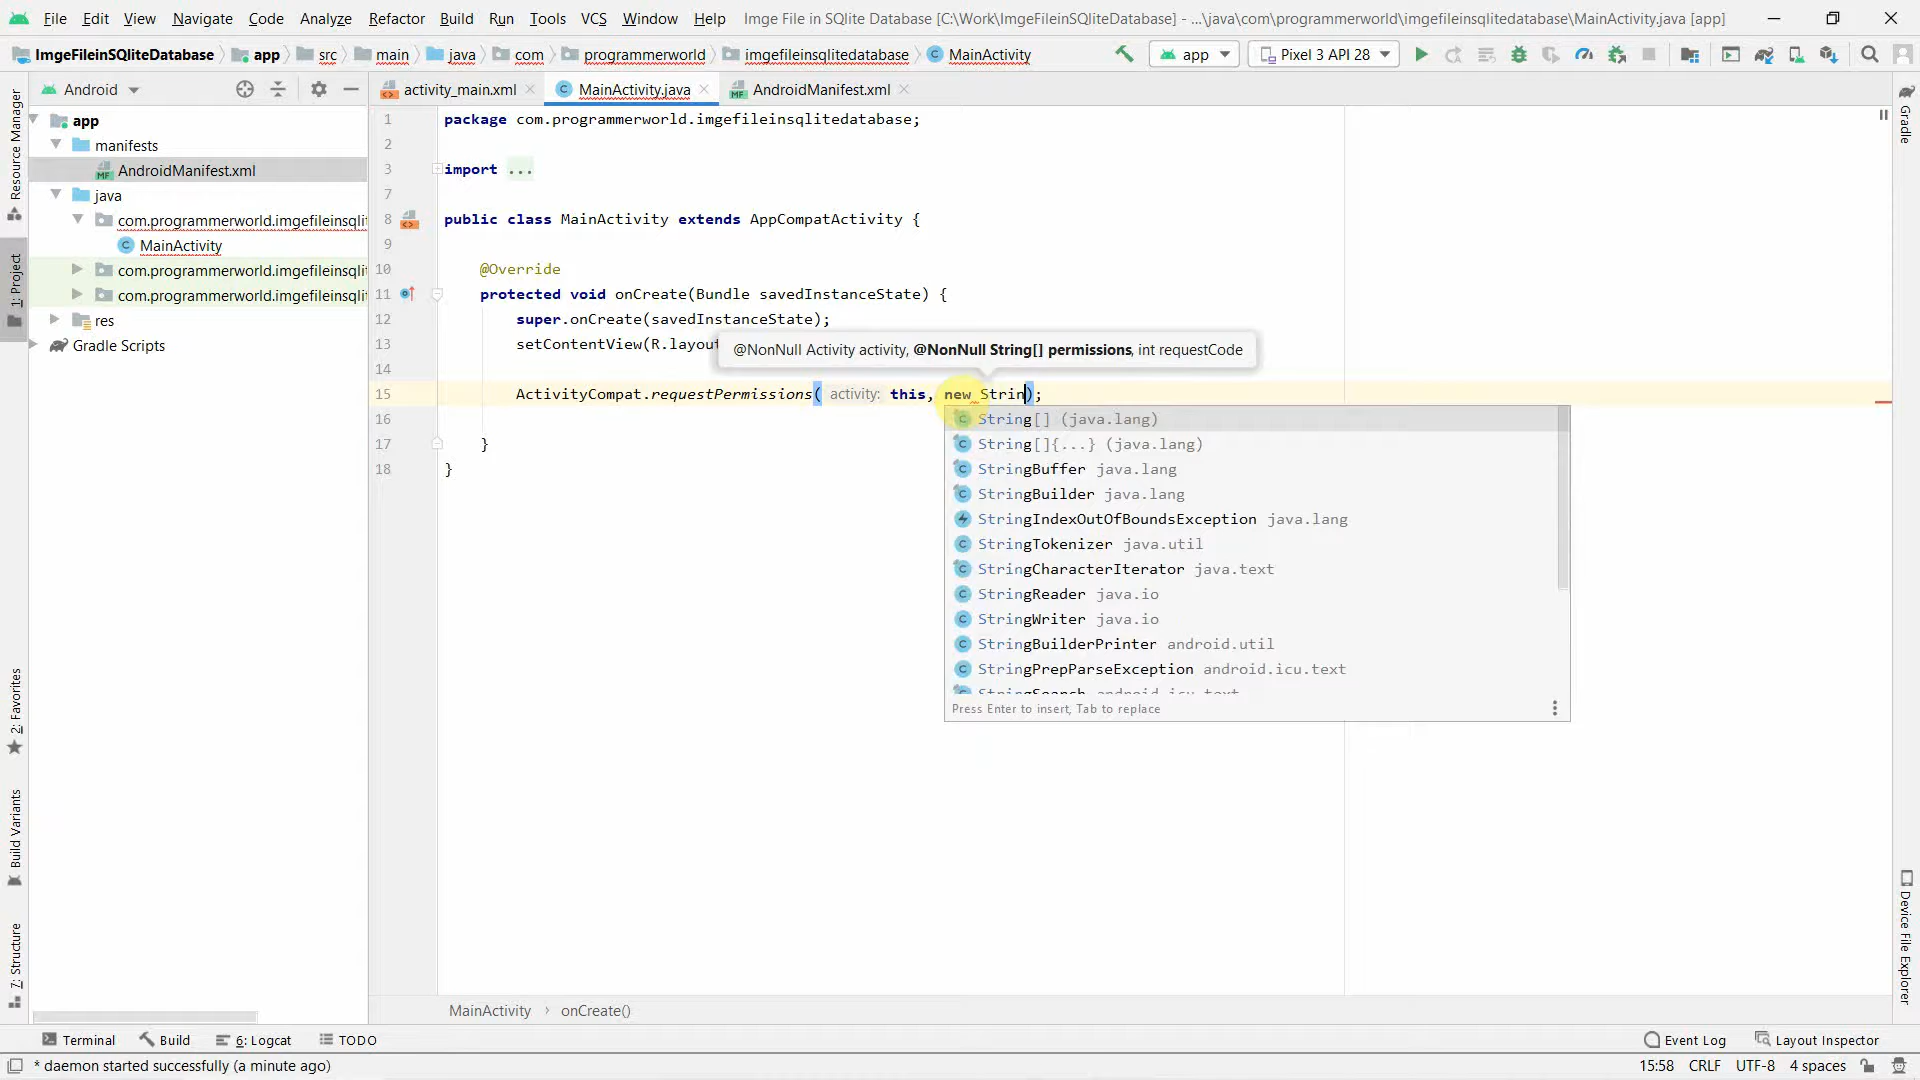 File Edit View Navigate Code Analyze Refactor Build Run Tools VCS Window Help Imge File in SQlite Database [C:\Work\ImgeFileinSQliteDatabase] - ...\java\com\programmerworld\imgefileinsqlitedatabase\MainActivity.java [app]
ImgeFileinSQliteDatabase app src main java com programmerworld imgefileinsqlitedatabase MainActivity app Pixel 3 API 28
Android activity_main.xml MainActivity.java AndroidManifest.xml
Resource Manager
1: Project
2: Favorites
Build Variants
7: Structure
app
manifests
AndroidManifest.xml
java
com.programmerworld.imgefileinsqlit
MainActivity
com.programmerworld.imgefileinsqli
com.programmerworld.imgefileinsqli
res
Gradle Scripts
1 package com.programmerworld.imgefileinsqlitedatabase;
2
3 import ...
7
8 public class MainActivity extends AppCompatActivity {
9
10 @Override
11 protected void onCreate(Bundle savedInstanceState) {
12 super.onCreate(savedInstanceState);
13 setContentView(R.layou
@NonNull Activity activity, @NonNull String[] permissions, int requestCode
14
15 ActivityCompat.requestPermissions( activity: this, new Strin);
16
17 }
18 }
String[] (java.lang)
String[]{...} (java.lang)
StringBuffer java.lang
StringBuilder java.lang
StringIndexOutOfBoundsException java.lang
StringTokenizer java.util
StringCharacterIterator java.text
StringReader java.io
StringWriter java.io
StringBuilderPrinter android.util
StringPrepParseException android.icu.text
StringSearch android.icu.text
Press Enter to insert, Tab to replace
Gradle
Device File Explorer
MainActivity onCreate()
Terminal Build 6: Logcat TODO Event Log Layout Inspector
* daemon started successfully (a minute ago) 15:58 CRLF UTF-8 4 spaces